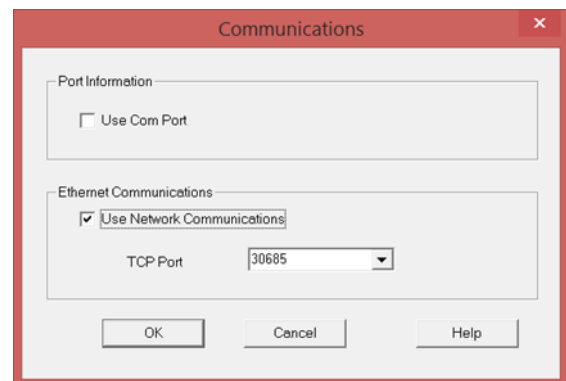 Communications
Port Information
Use Com Port
Ethernet Communications
Use Network Communications
TCP Port 30685
OK Cancel Help